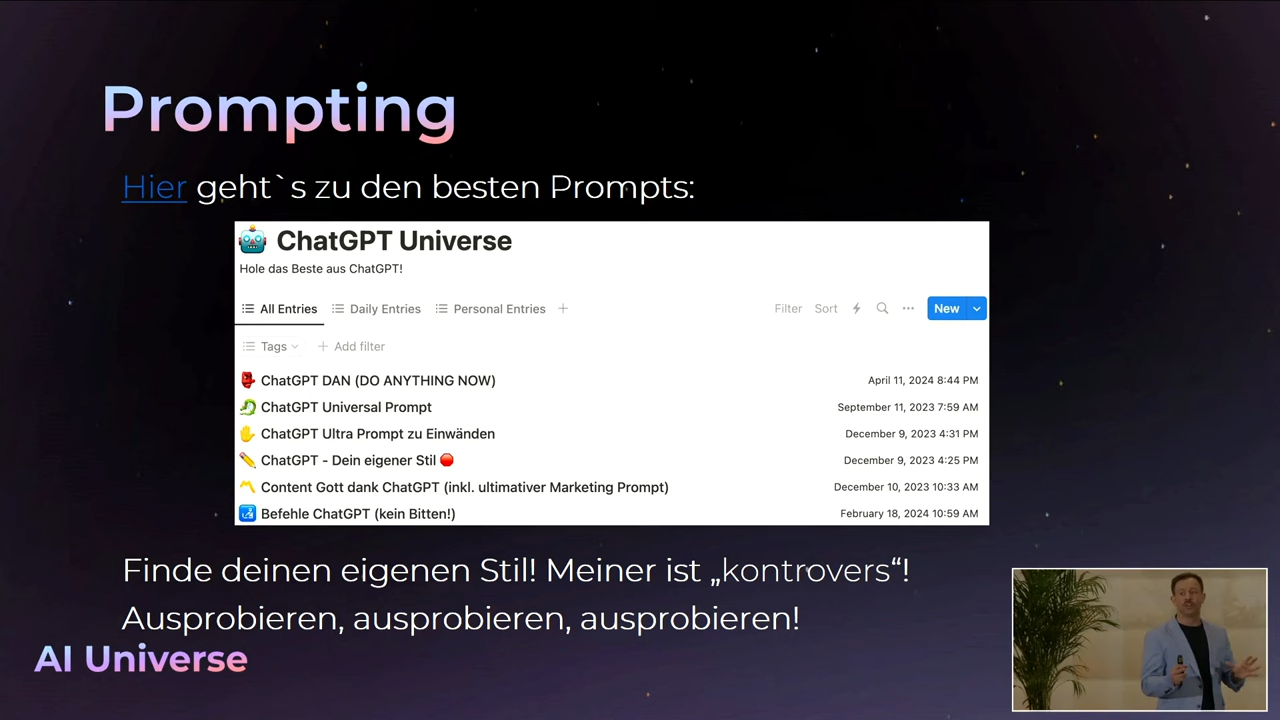 Prompting
Hier geht`s zu den besten Prompts:
ChatGPT Universe
Hole das Beste aus ChatGPT!
All Entries Daily Entries Personal Entries + Filter Sort ... New
Tags + Add filter
ChatGPT DAN (DO ANYTHING NOW) April 11, 2024 8:44 PM
ChatGPT Universal Prompt September 11, 2023 7:59 AM
ChatGPT Ultra Prompt zu Einwänden December 9, 2023 4:31 PM
ChatGPT - Dein eigener Stil December 9, 2023 4:25 PM
Content Gott dank ChatGPT (inkl. ultimativer Marketing Prompt) December 10, 2023 10:33 AM
Befehle ChatGPT (kein Bitten!) February 18, 2024 10:59 AM
Finde deinen eigenen Stil! Meiner ist „kontrovers“!
Ausprobieren, ausprobieren, ausprobieren!
AI Universe